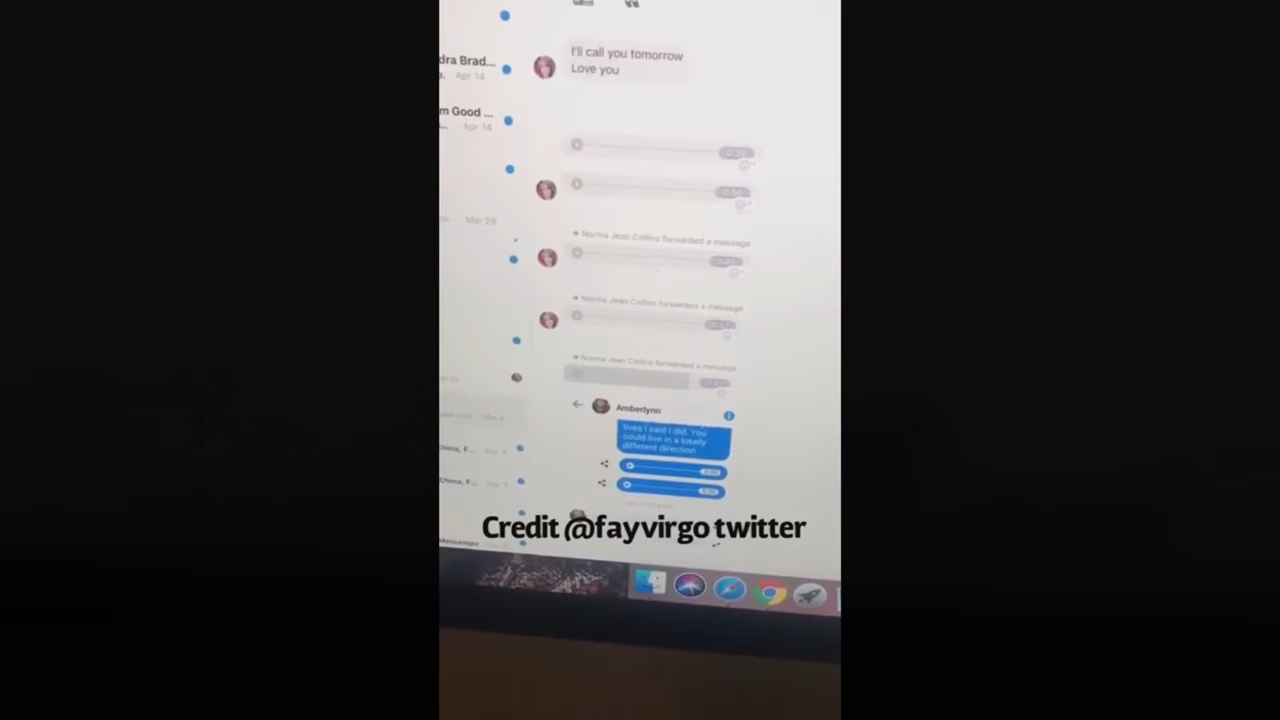 I'll call you tomorrow
Love you
dra Brad...
Apr 14
m Good ...
Apr 14
Mar 28
Norma Jean Collins forwarded a message
Norma Jean Collins forwarded a message
Norma Jean Collins forwarded a message
Amberlynn
lives I said I did. You
could live in a totally
different direction
China, F...
Messenger
Credit @fayvirgo twitter